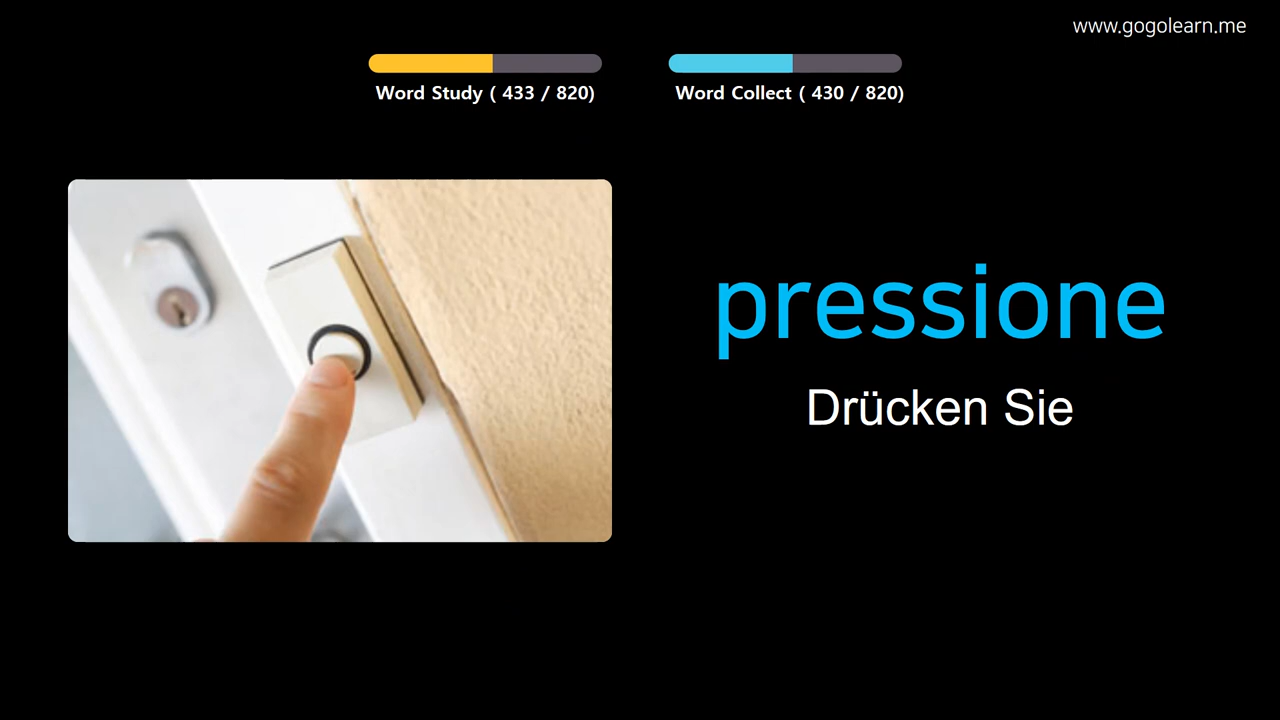 www.gogolearn.me
Word Study ( 433 / 820)
Word Collect ( 430 / 820)
pressione
Drücken Sie